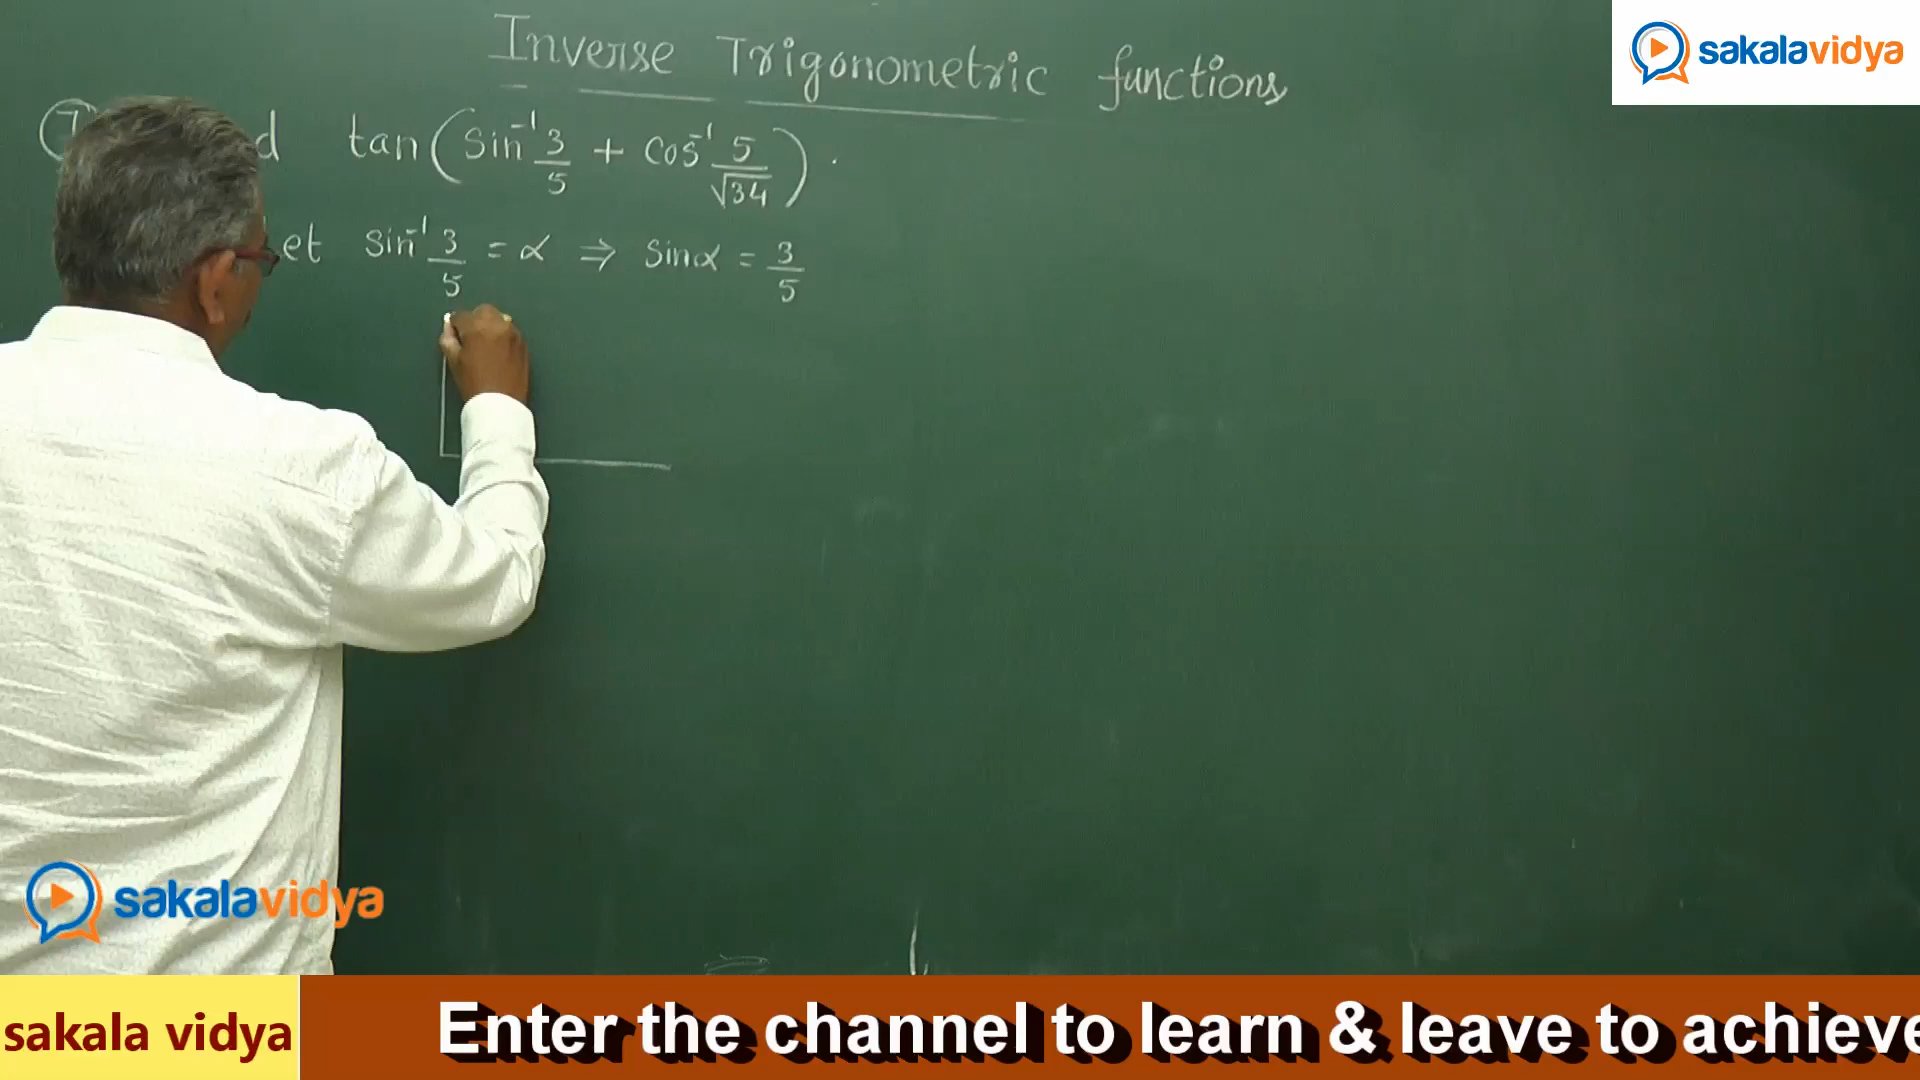 Inverse Trigonometric functions
sakalavidya
tan(sin⁻¹ 3/5 + cos⁻¹ 5/√34).
et sin⁻¹ 3/5 = α ⇒ sinα = 3/5
sakalavidya
sakala vidya
Enter the channel to learn & leave to achieve